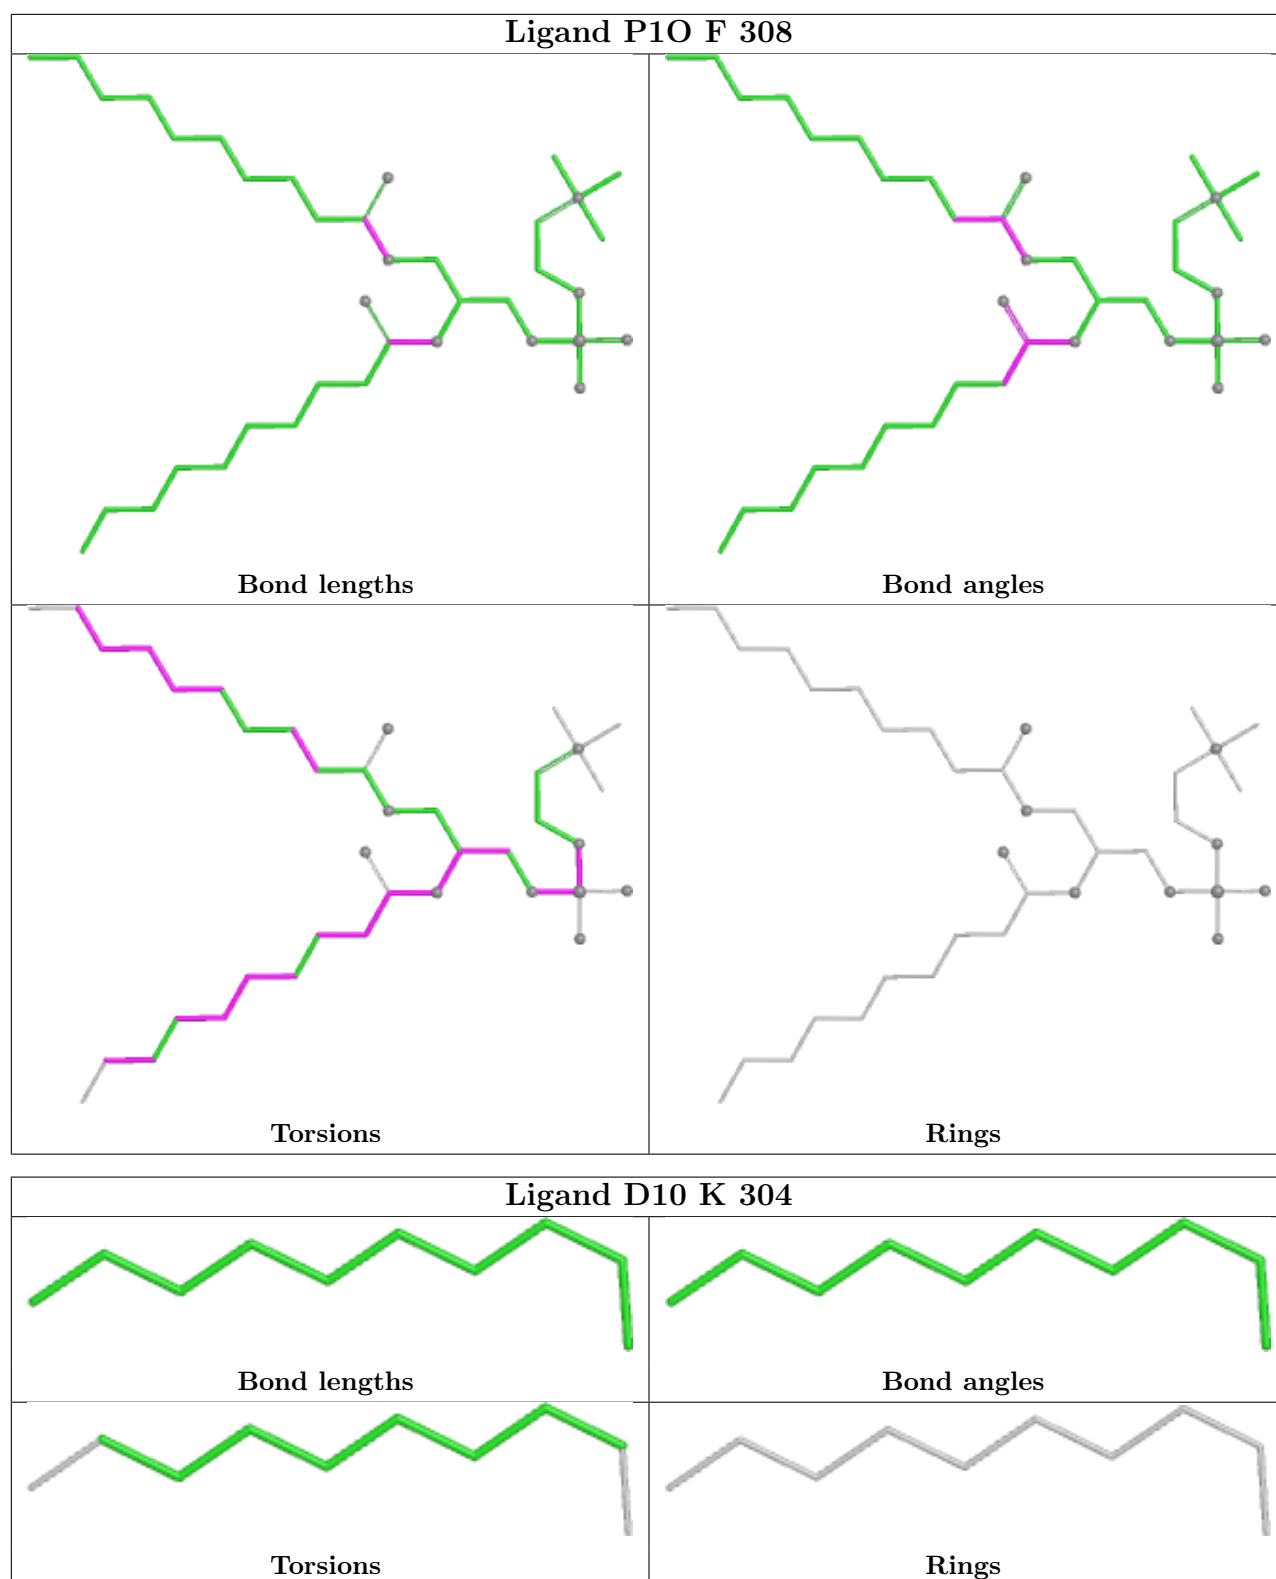 Ligand P1O F 308
Bond lengths
Bond angles
Torsions
Rings
Ligand D10 K 304
Bond lengths
Bond angles
Torsions
Rings